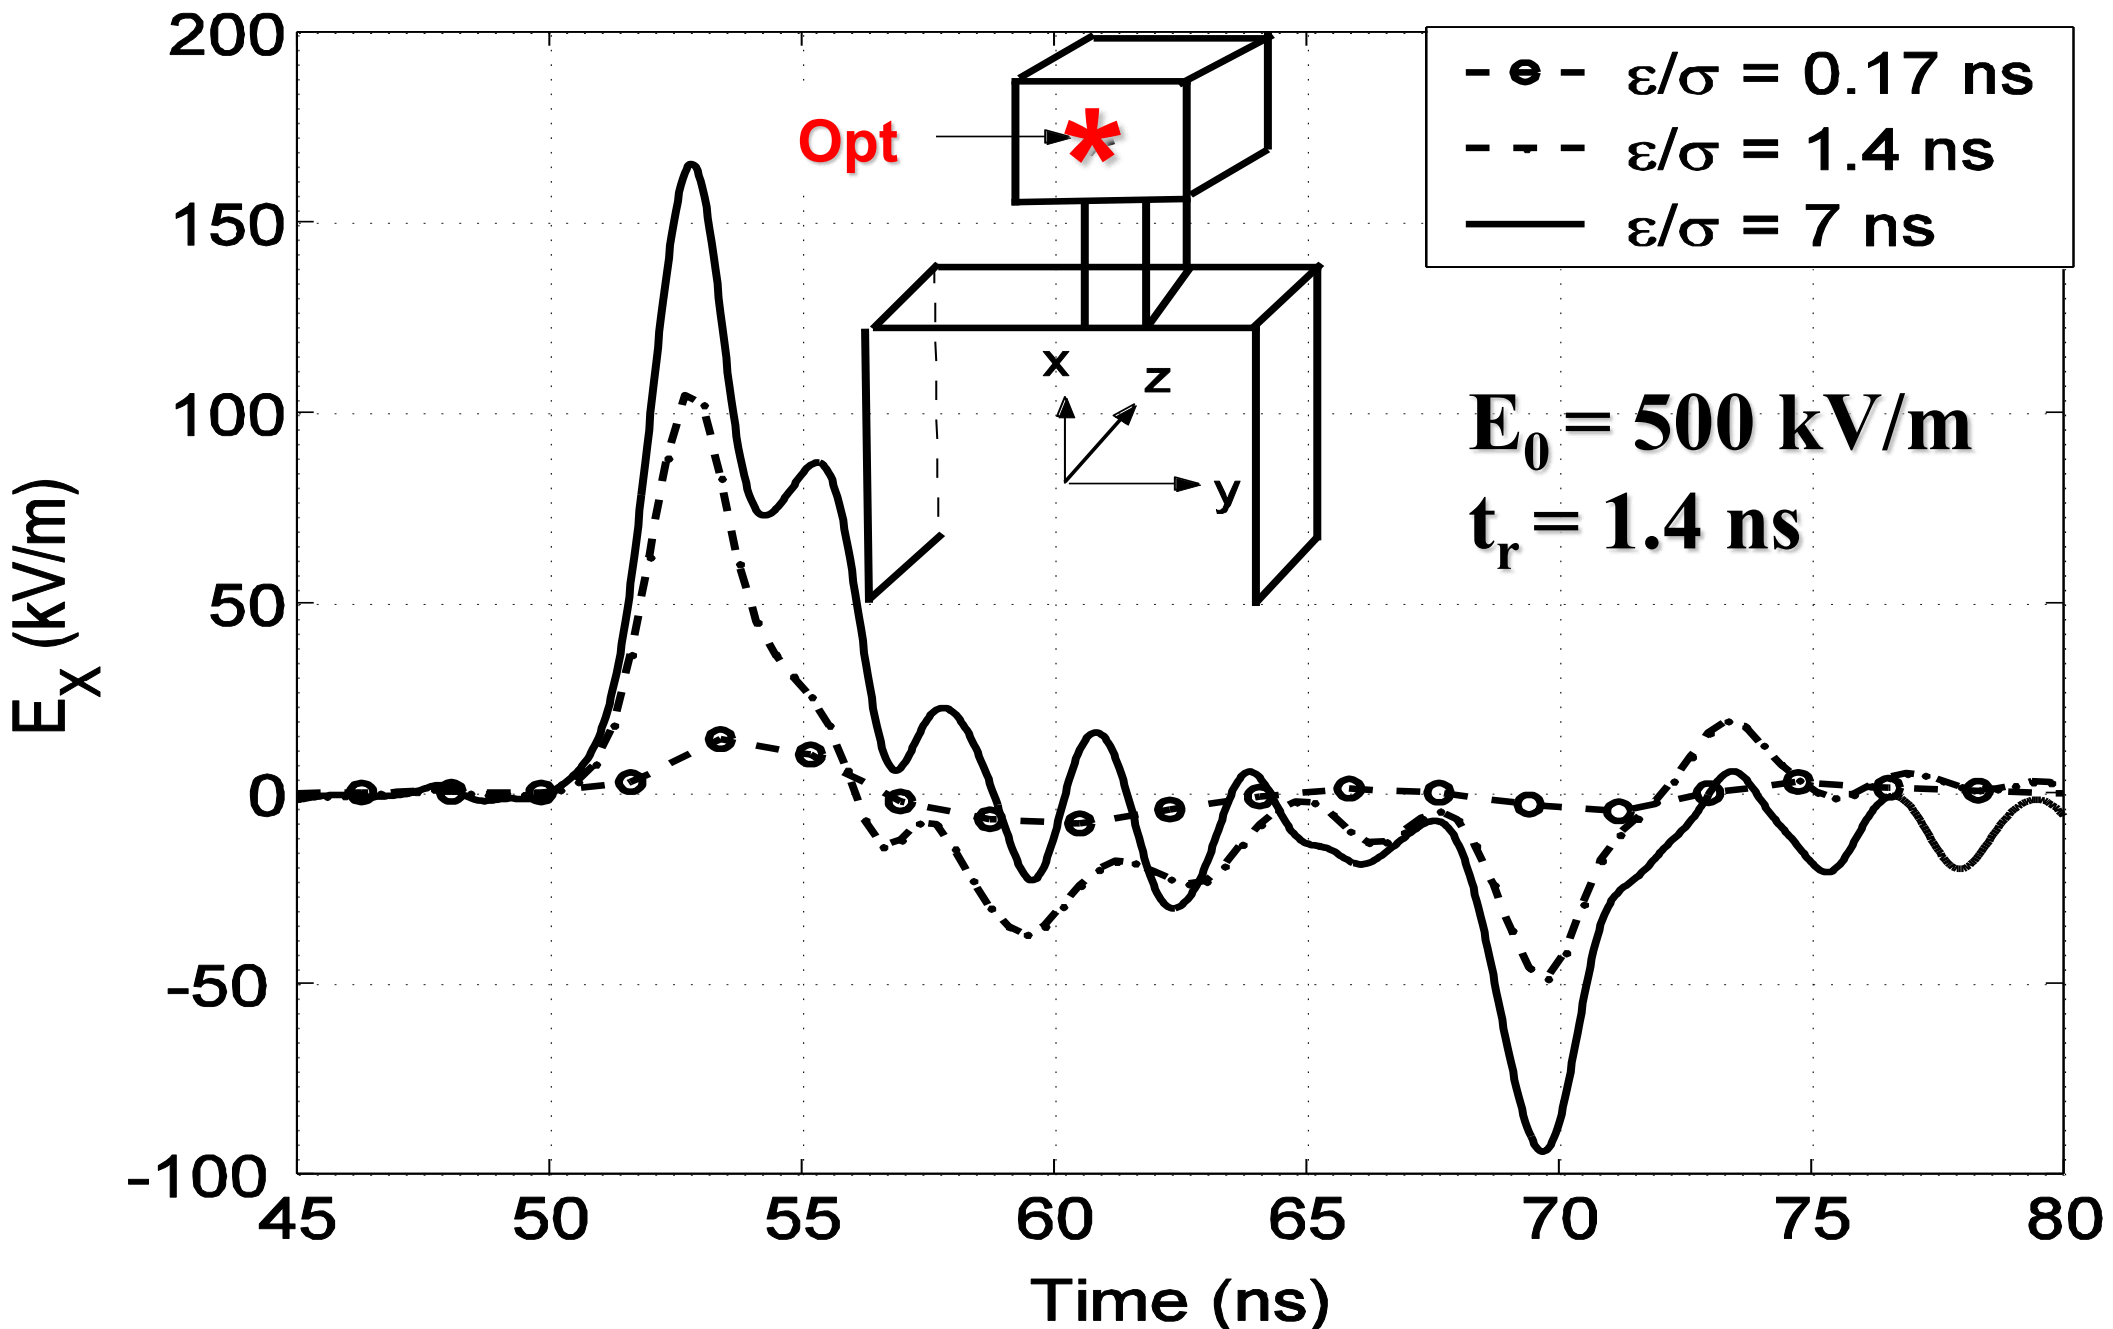 200
150
100
50
0
-50
-100
45 50 55 60 65 70 75 80
E_X (kV/m)
Time (ns)
Opt
*
x
z
y
ε/σ = 0.17 ns
ε/σ = 1.4 ns
ε/σ = 7 ns
E₀ = 500 kV/m
tᵣ = 1.4 ns